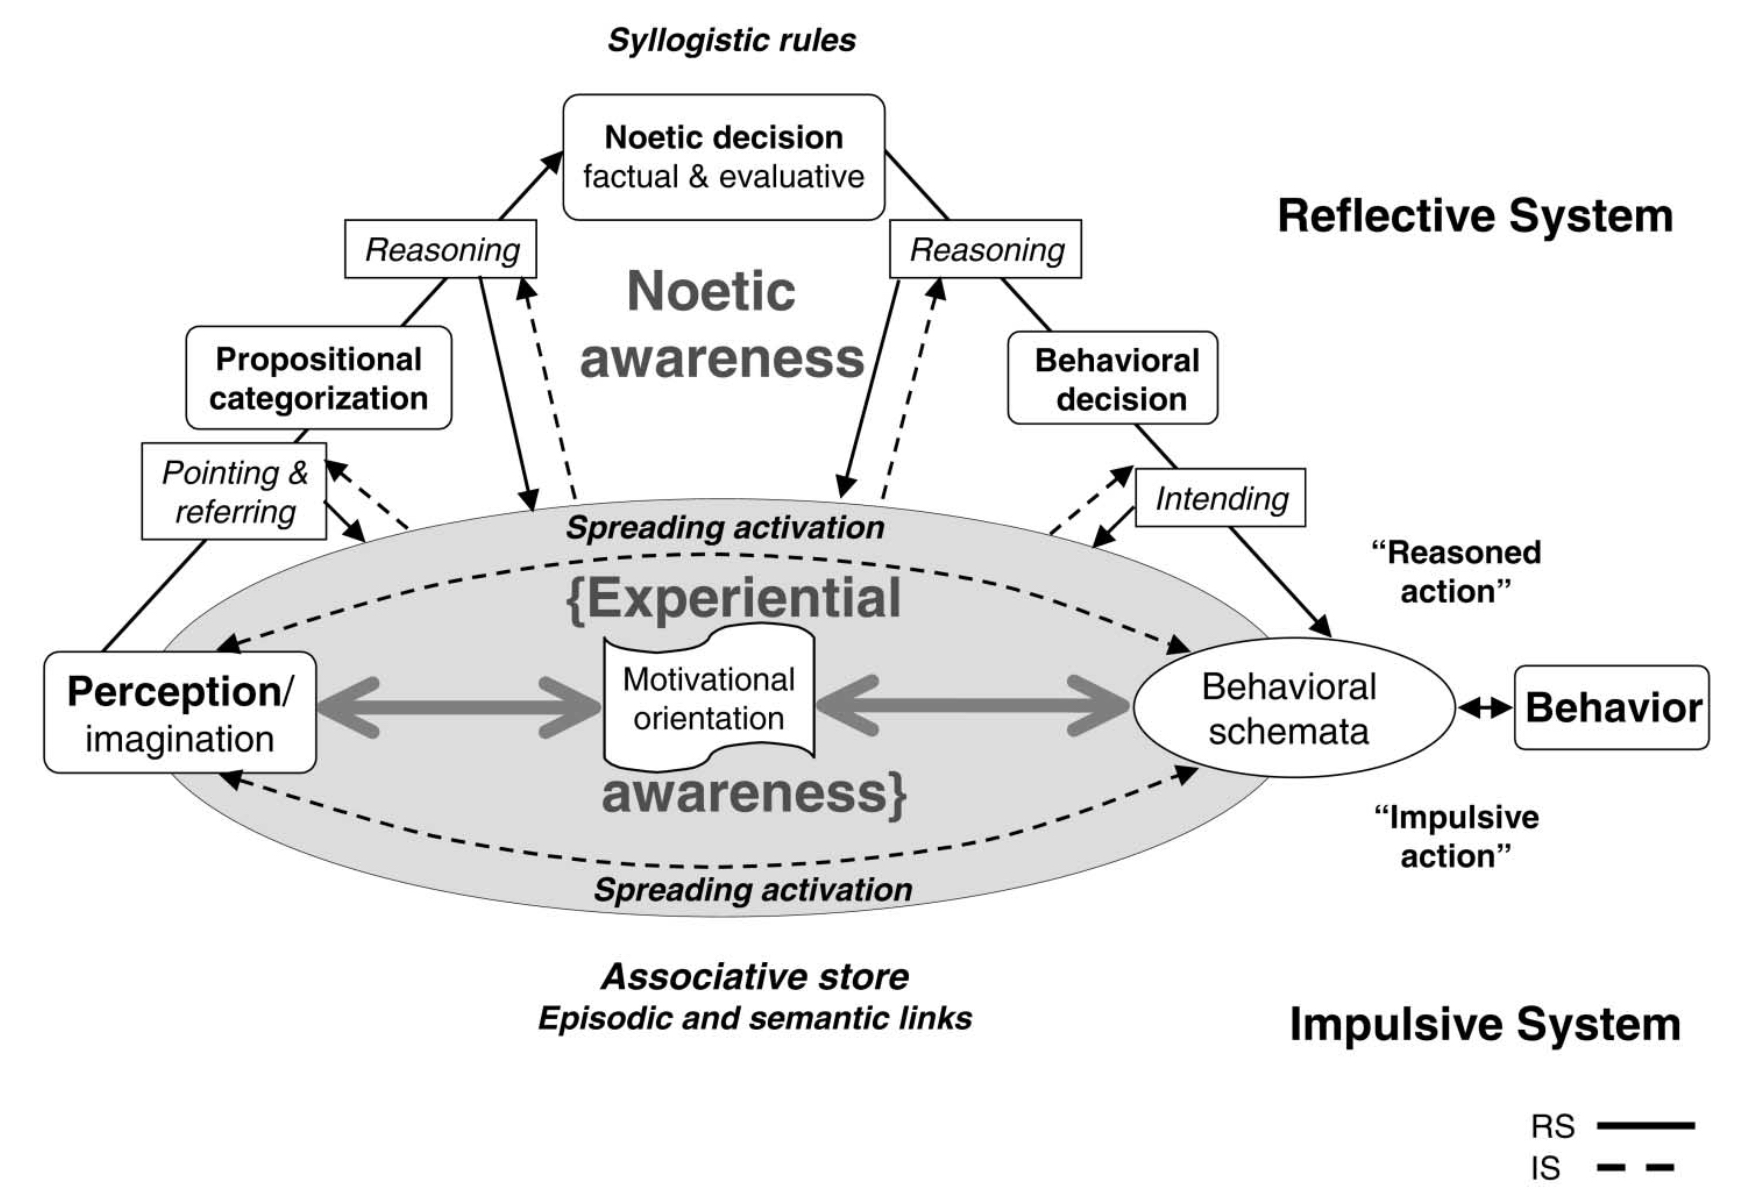 Syllogistic rules
Noetic decision
factual & evaluative
Reflective System
Reasoning
Reasoning
Noetic
awareness
Propositional
categorization
Behavioral
decision
Pointing &
referring
Intending
Spreading activation
“Reasoned
action”
{Experiential
Perception/
imagination
Motivational
orientation
Behavioral
schemata
Behavior
awareness}
“Impulsive
action”
Spreading activation
Associative store
Episodic and semantic links
Impulsive System
RS
IS